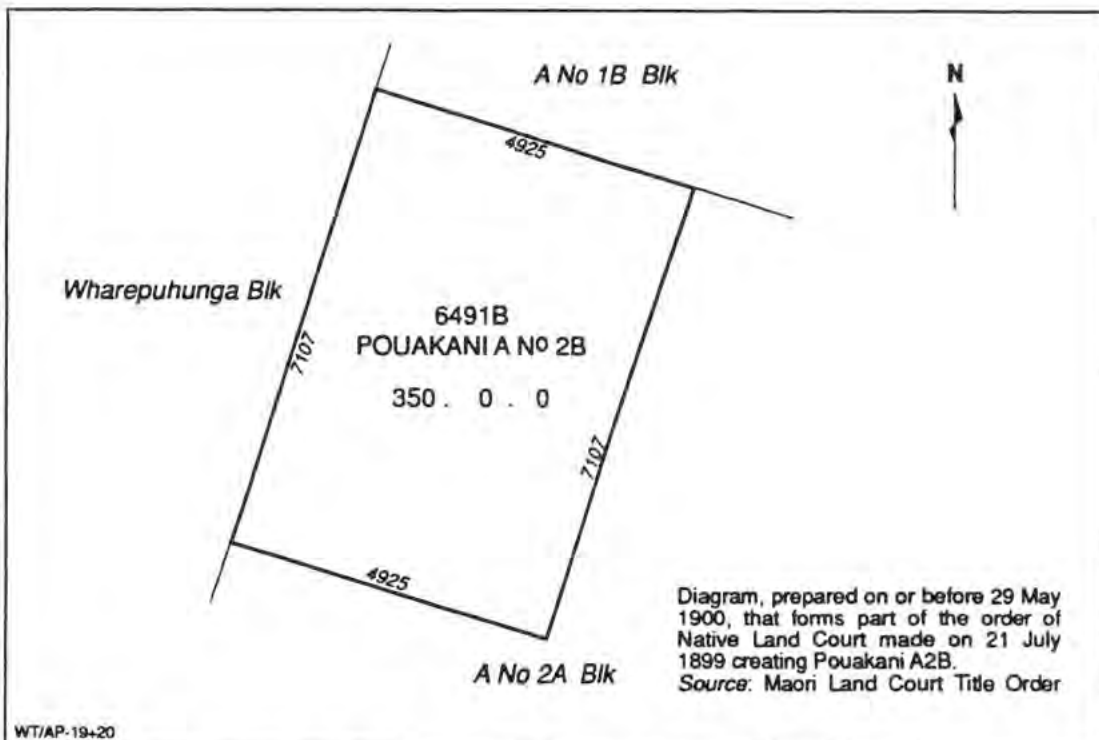 A No 1B Blk
N
4925
Wharepuhunga Blk
6491B
POUAKANI A Nº 2B
350 . 0 . 0
7107
7107
4925
A No 2A Blk
Diagram, prepared on or before 29 May
1900, that forms part of the order of
Native Land Court made on 21 July
1899 creating Pouakani A2B.
Source: Maori Land Court Title Order
WT/AP-19+20